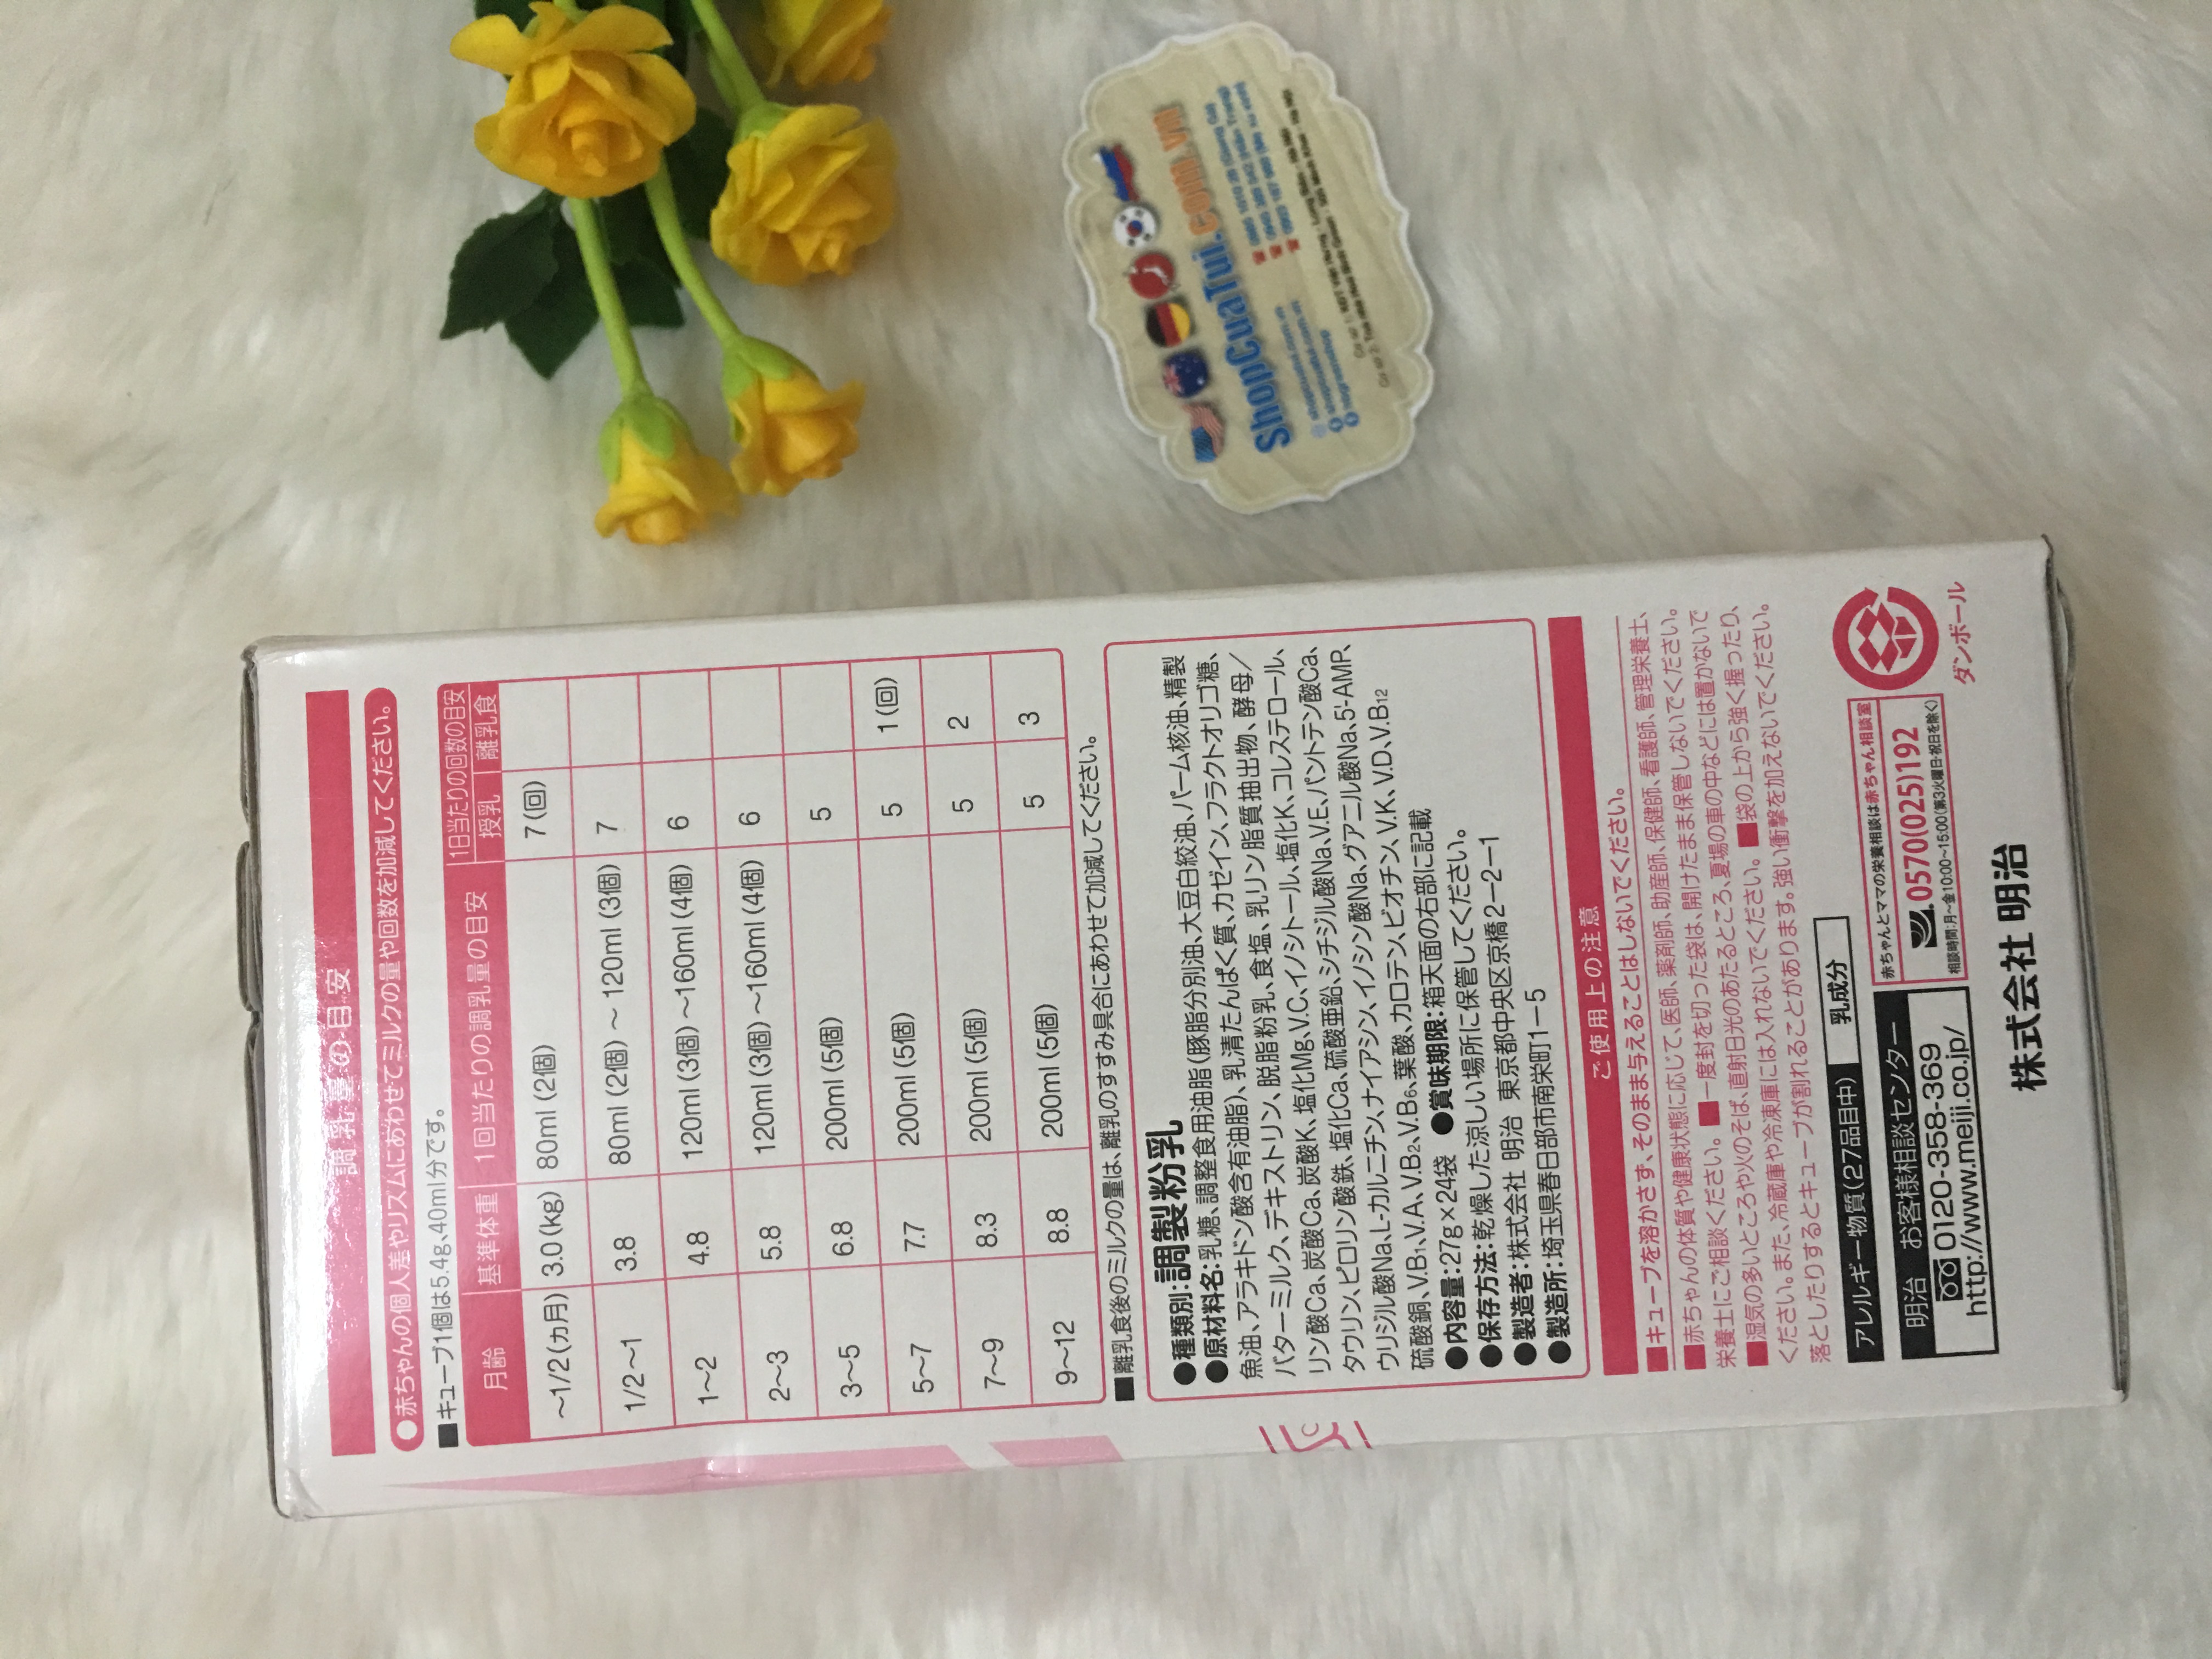 調乳量の目安
●赤ちゃんの個人差やリズムにあわせてミルクの量や回数を加減してください。
■キューブ1個は5.4g、40ml分です。
月齢 基準体重 1回当たりの調乳量の目安 1日当たりの回数の目安
授乳 離乳食
～1/2(カ月) 3.0(kg) 80ml(2個) 7(回)
1/2～1 3.8 80ml(2個)～120ml(3個) 7
1～2 4.8 120ml(3個)～160ml(4個) 6
2～3 5.8 120ml(3個)～160ml(4個) 6
3～5 6.8 200ml(5個) 5
5～7 7.7 200ml(5個) 5 1(回)
7～9 8.3 200ml(5個) 5 2
9～12 8.8 200ml(5個) 5 3
■離乳食後のミルクの量は、離乳のすすみ具合にあわせて加減してください。
●種類別:調製粉乳
●原材料名:乳糖、調整食用油脂(豚脂分別油、大豆白絞油、パーム核油、精製
魚油、アラキドン酸含有油脂)、乳清たんぱく質、カゼイン、フラクトオリゴ糖、
バターミルク、デキストリン、脱脂粉乳、食塩、乳リン脂質抽出物、酵母/
リン酸Ca、炭酸Ca、炭酸K、塩化Mg、V.C、イノシトール、塩化K、コレステロール、
タウリン、ピロリン酸鉄、塩化Ca、硫酸亜鉛、シチジル酸Na、V.E、パントテン酸Ca、
ウリジル酸Na、L-カルニチン、ナイアシン、イノシン酸Na、グアニル酸Na、5'-AMP、
硫酸銅、V.B1、V.A、V.B2、V.B6、葉酸、カロテン、ビオチン、V.K、V.D、V.B12
●内容量:27g×24袋 ●賞味期限:箱天面の右部に記載
●保存方法:乾燥した涼しい場所に保管してください。
●製造者:株式会社 明治 東京都中央区京橋2－2－1
●製造所:埼玉県春日部市南栄町1－5
ご使用上の注意
■キューブを溶かさず、そのまま与えることはしないでください。
■赤ちゃんの体質や健康状態に応じて、医師、薬剤師、助産師、保健師、看護師、管理栄養士、
栄養士にご相談ください。■一度封を切った袋は、開けたまま保管しないでください。
■湿気の多いところや火のそば、直射日光のあたるところ、夏場の車の中などには置かないで
ください。また、冷蔵庫や冷凍庫には入れないでください。■袋の上から強く握ったり、
落としたりするとキューブが割れることがあります。強い衝撃を加えないでください。
アレルギー物質(27品目中) 乳成分
明治 お客様相談センター
0120-358-369
http://www.meiji.co.jp/
赤ちゃんとママの栄養相談は赤ちゃん相談室
0570(025)192
相談時間:月～金10:00～15:00(第3火曜日・祝日を除く)
ダンボール
株式会社 明治
ShopCuaTui.com.vn